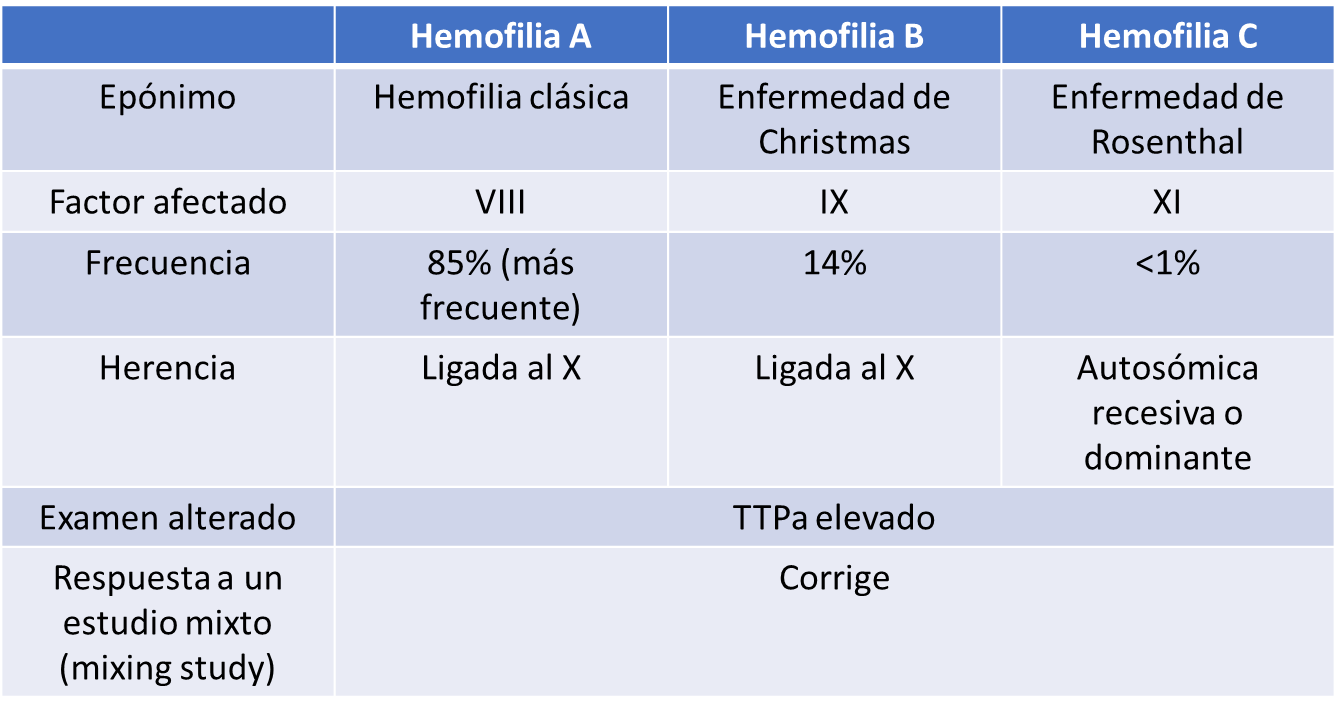 Hemofilia A
Hemofilia B
Hemofilia C
Epónimo
Hemofilia clásica
Enfermedad de
Christmas
Enfermedad de
Rosenthal
Factor afectado
VIII
IX
XI
Frecuencia
85% (más
frecuente)
14%
<1%
Herencia
Ligada al X
Ligada al X
Autosómica
recesiva o
dominante
Examen alterado
TTPa elevado
Respuesta a un
estudio mixto
(mixing study)
Corrige